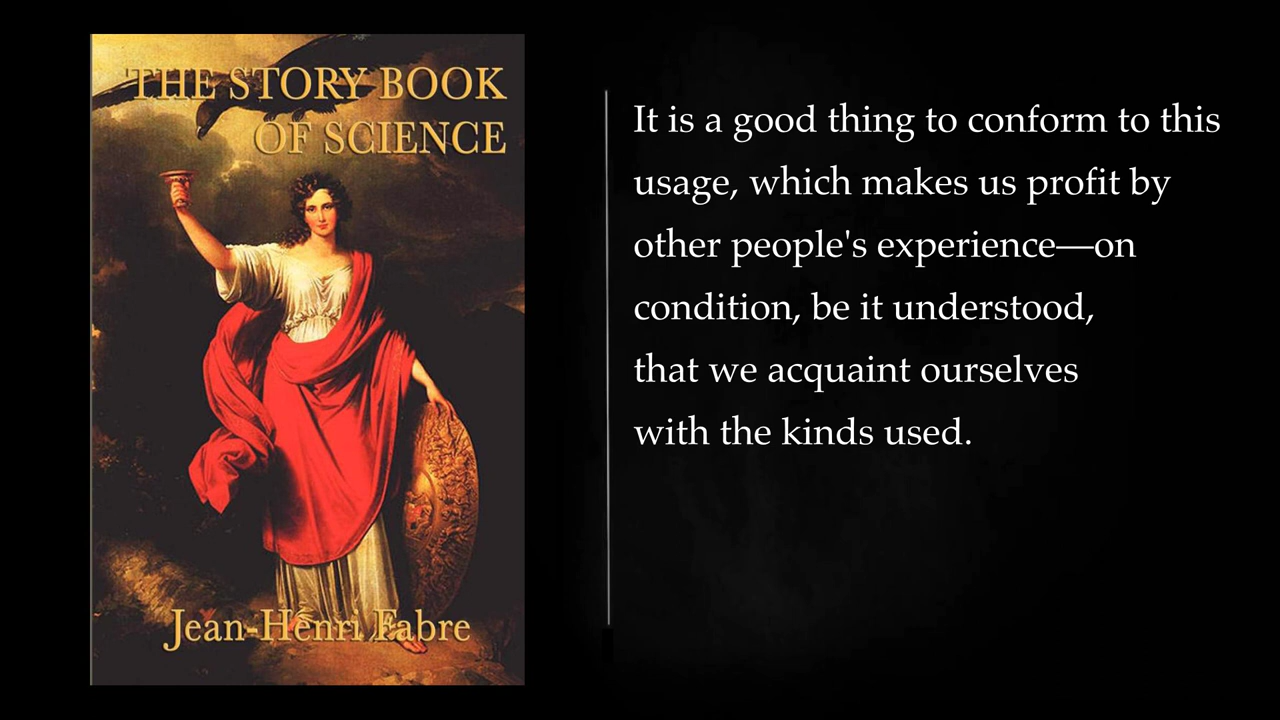 THE STORY BOOK
OF SCIENCE
Jean-Henri Fabre
It is a good thing to conform to this
usage, which makes us profit by
other people's experience—on
condition, be it understood,
that we acquaint ourselves
with the kinds used.